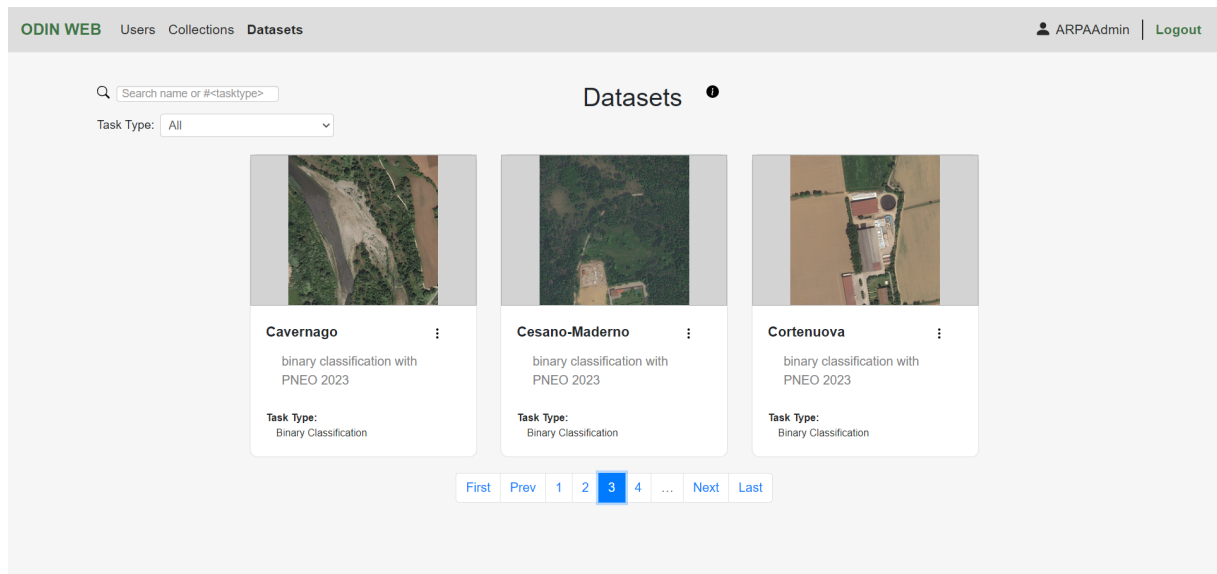 ODIN WEB Users Collections Datasets ARPAAdmin Logout
Search name or #<tasktype>
Datasets
Task Type: All
Cavernago
binary classification with
PNEO 2023
Task Type:
Binary Classification
Cesano-Maderno
binary classification with
PNEO 2023
Task Type:
Binary Classification
Cortenuova
binary classification with
PNEO 2023
Task Type:
Binary Classification
First Prev 1 2 3 4 … Next Last